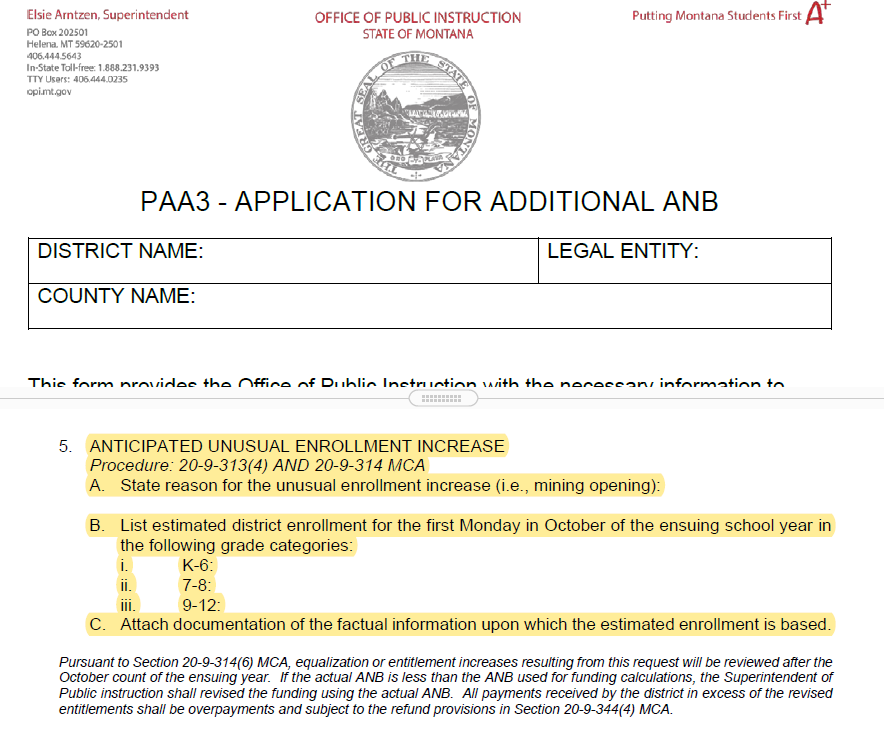 Elsie Arntzen, Superintendent
PO Box 202501
Helena, MT 59620-2501
406.444.5643
In-State Toll-free: 1.888.231.9393
TTY Users: 406.444.0235
opi.mt.gov
OFFICE OF PUBLIC INSTRUCTION
STATE OF MONTANA
Putting Montana Students First A+
THE GREAT SEAL OF THE STATE OF MONTANA
PAA3 - APPLICATION FOR ADDITIONAL ANB
DISTRICT NAME:
LEGAL ENTITY:
COUNTY NAME:
This form provides the Office of Public Instruction with the necessary information to
5. ANTICIPATED UNUSUAL ENROLLMENT INCREASE
Procedure: 20-9-313(4) AND 20-9-314 MCA
A. State reason for the unusual enrollment increase (i.e., mining opening):
B. List estimated district enrollment for the first Monday in October of the ensuing school year in
the following grade categories:
i. K-6:
ii. 7-8:
iii. 9-12:
C. Attach documentation of the factual information upon which the estimated enrollment is based.
Pursuant to Section 20-9-314(6) MCA, equalization or entitlement increases resulting from this request will be reviewed after the
October count of the ensuing year. If the actual ANB is less than the ANB used for funding calculations, the Superintendent of
Public instruction shall revised the funding using the actual ANB. All payments received by the district in excess of the revised
entitlements shall be overpayments and subject to the refund provisions in Section 20-9-344(4) MCA.